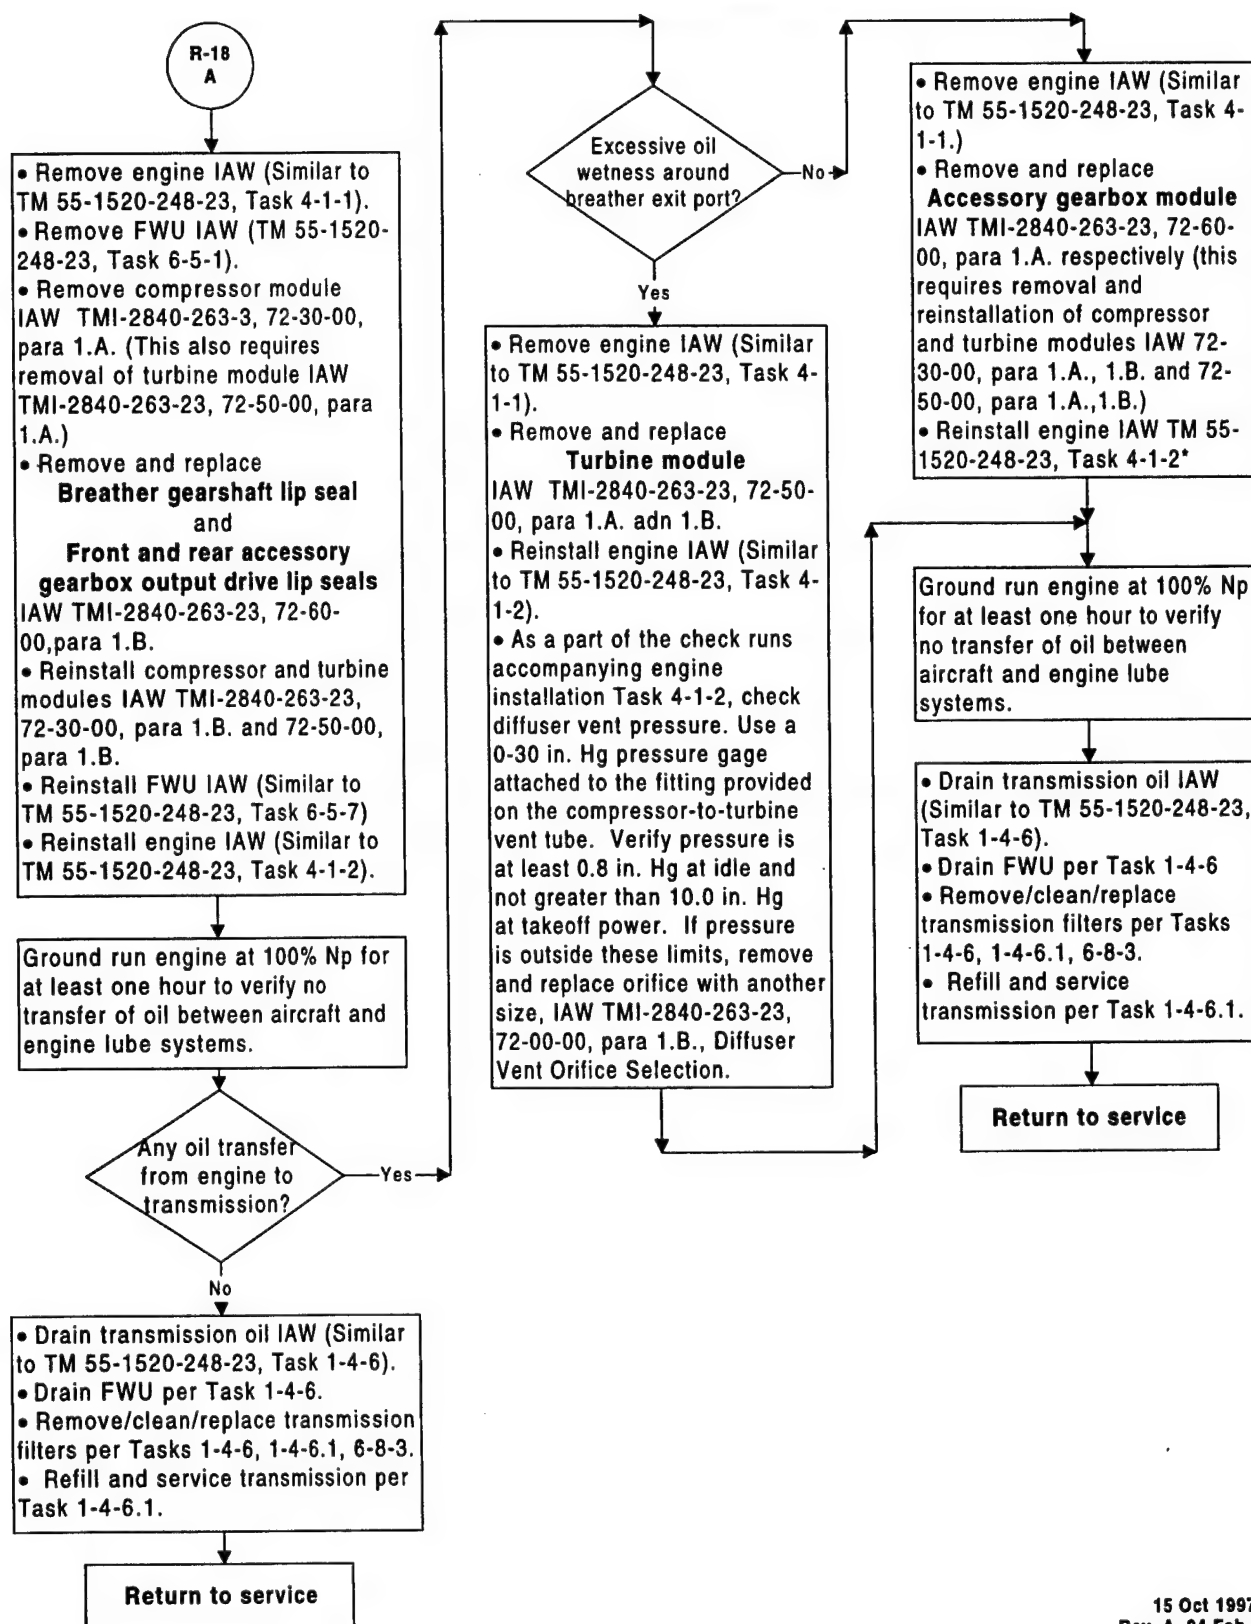 R-18
A
• Remove engine IAW (Similar to
TM 55-1520-248-23, Task 4-1-1).
• Remove FWU IAW (TM 55-1520-
248-23, Task 6-5-1).
• Remove compressor module
IAW TMI-2840-263-3, 72-30-00,
para 1.A. (This also requires
removal of turbine module IAW
TMI-2840-263-23, 72-50-00, para
1.A.)
• Remove and replace
Breather gearshaft lip seal
and
Front and rear accessory
gearbox output drive lip seals
IAW TMI-2840-263-23, 72-60-
00,para 1.B.
• Reinstall compressor and turbine
modules IAW TMI-2840-263-23,
72-30-00, para 1.B. and 72-50-00,
para 1.B.
• Reinstall FWU IAW (Similar to
TM 55-1520-248-23, Task 6-5-7)
• Reinstall engine IAW (Similar to
TM 55-1520-248-23, Task 4-1-2).
Ground run engine at 100% Np for
at least one hour to verify no
transfer of oil between aircraft and
engine lube systems.
Any oil transfer
from engine to
transmission?
Yes
No
• Drain transmission oil IAW (Similar
to TM 55-1520-248-23, Task 1-4-6).
• Drain FWU per Task 1-4-6.
• Remove/clean/replace transmission
filters per Tasks 1-4-6, 1-4-6.1, 6-8-3.
• Refill and service transmission per
Task 1-4-6.1.
Return to service
Excessive oil
wetness around
breather exit port?
No
Yes
• Remove engine IAW (Similar
to TM 55-1520-248-23, Task 4-
1-1).
• Remove and replace
Turbine module
IAW TMI-2840-263-23, 72-50-
00, para 1.A. adn 1.B.
• Reinstall engine IAW (Similar
to TM 55-1520-248-23, Task 4-
1-2).
• As a part of the check runs
accompanying engine
installation Task 4-1-2, check
diffuser vent pressure. Use a
0-30 in. Hg pressure gage
attached to the fitting provided
on the compressor-to-turbine
vent tube. Verify pressure is
at least 0.8 in. Hg at idle and
not greater than 10.0 in. Hg
at takeoff power. If pressure
is outside these limits, remove
and replace orifice with another
size, IAW TMI-2840-263-23,
72-00-00, para 1.B., Diffuser
Vent Orifice Selection.
• Remove engine IAW (Similar
to TM 55-1520-248-23, Task 4-
1-1.)
• Remove and replace
Accessory gearbox module
IAW TMI-2840-263-23, 72-60-
00, para 1.A. respectively (this
requires removal and
reinstallation of compressor
and turbine modules IAW 72-
30-00, para 1.A., 1.B. and 72-
50-00, para 1.A.,1.B.)
• Reinstall engine IAW TM 55-
1520-248-23, Task 4-1-2*
Ground run engine at 100% Np
for at least one hour to verify
no transfer of oil between
aircraft and engine lube
systems.
• Drain transmission oil IAW
(Similar to TM 55-1520-248-23,
Task 1-4-6).
• Drain FWU per Task 1-4-6
• Remove/clean/replace
transmission filters per Tasks
1-4-6, 1-4-6.1, 6-8-3.
• Refill and service
transmission per Task 1-4-6.1.
Return to service
15 Oct 1997